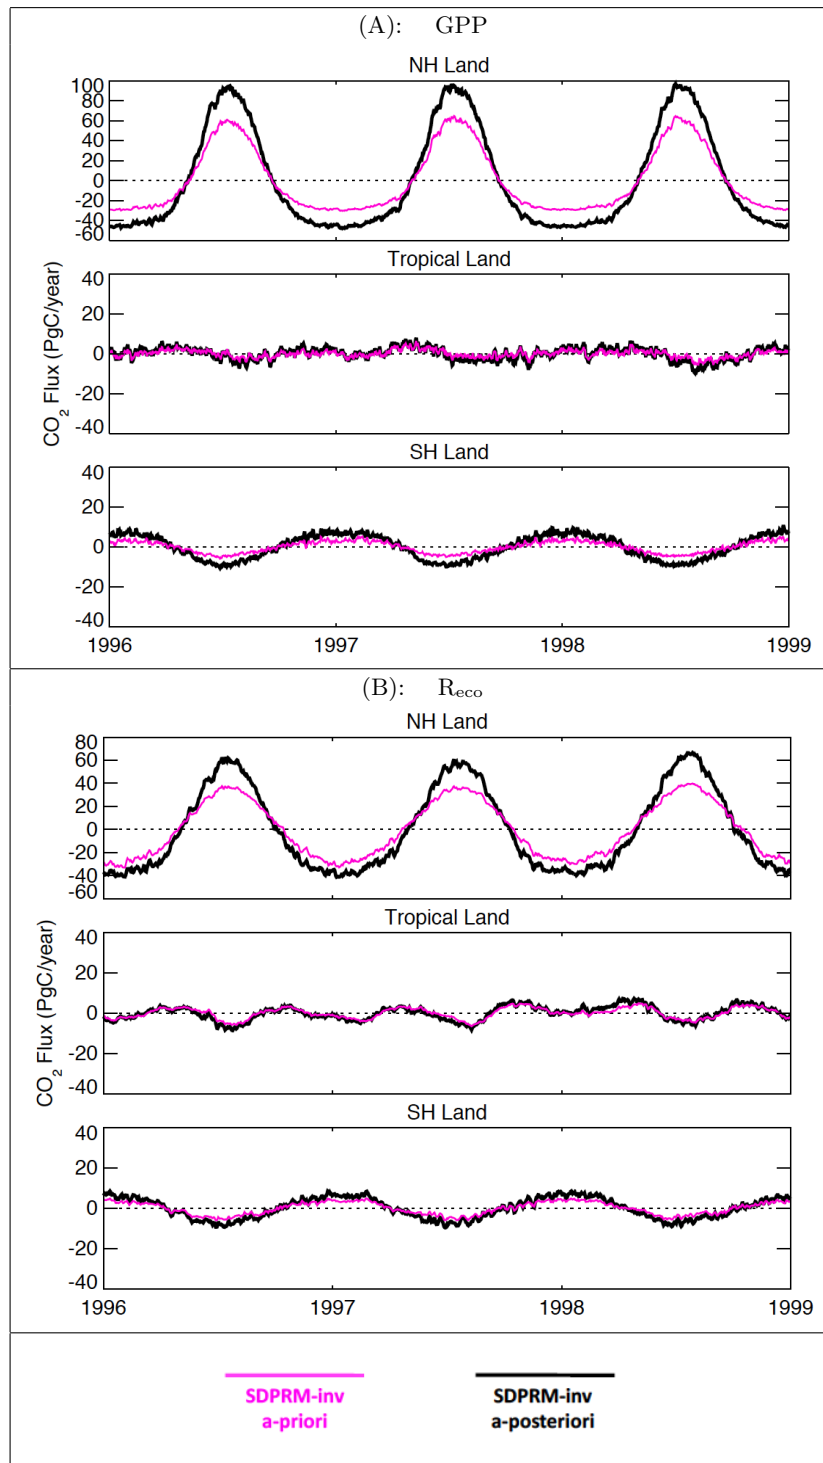 (A): GPP
NH Land
100
80
60
40
20
0
-20
-40
-60
Tropical Land
40
20
0
-20
-40
CO₂ Flux (PgC/year)
SH Land
40
20
0
-20
-40
1996 1997 1998 1999
(B): R_eco
NH Land
80
60
40
20
0
-20
-40
-60
Tropical Land
40
20
0
-20
-40
CO₂ Flux (PgC/year)
SH Land
40
20
0
-20
-40
1996 1997 1998 1999
SDPRM-inv SDPRM-inv
a-priori a-posteriori